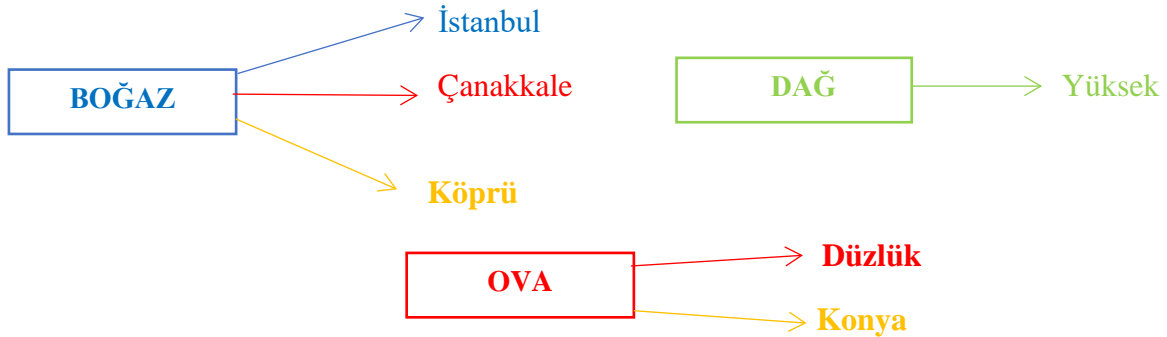 İstanbul
BOĞAZ
Çanakkale
Köprü
DAĞ
Yüksek
OVA
Düzlük
Konya